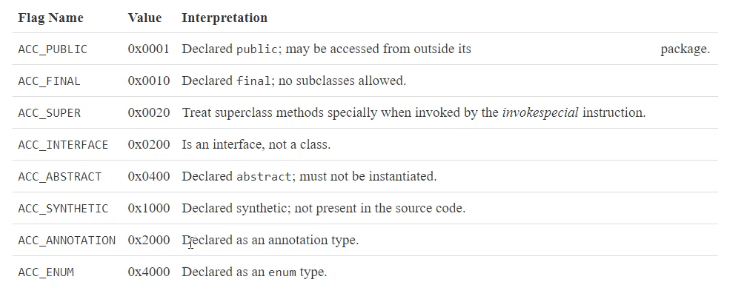 Flag Name Value Interpretation
ACC_PUBLIC 0x0001 Declared public; may be accessed from outside its package.
ACC_FINAL 0x0010 Declared final; no subclasses allowed.
ACC_SUPER 0x0020 Treat superclass methods specially when invoked by the invokespecial instruction.
ACC_INTERFACE 0x0200 Is an interface, not a class.
ACC_ABSTRACT 0x0400 Declared abstract; must not be instantiated.
ACC_SYNTHETIC 0x1000 Declared synthetic; not present in the source code.
ACC_ANNOTATION 0x2000 Declared as an annotation type.
ACC_ENUM 0x4000 Declared as an enum type.